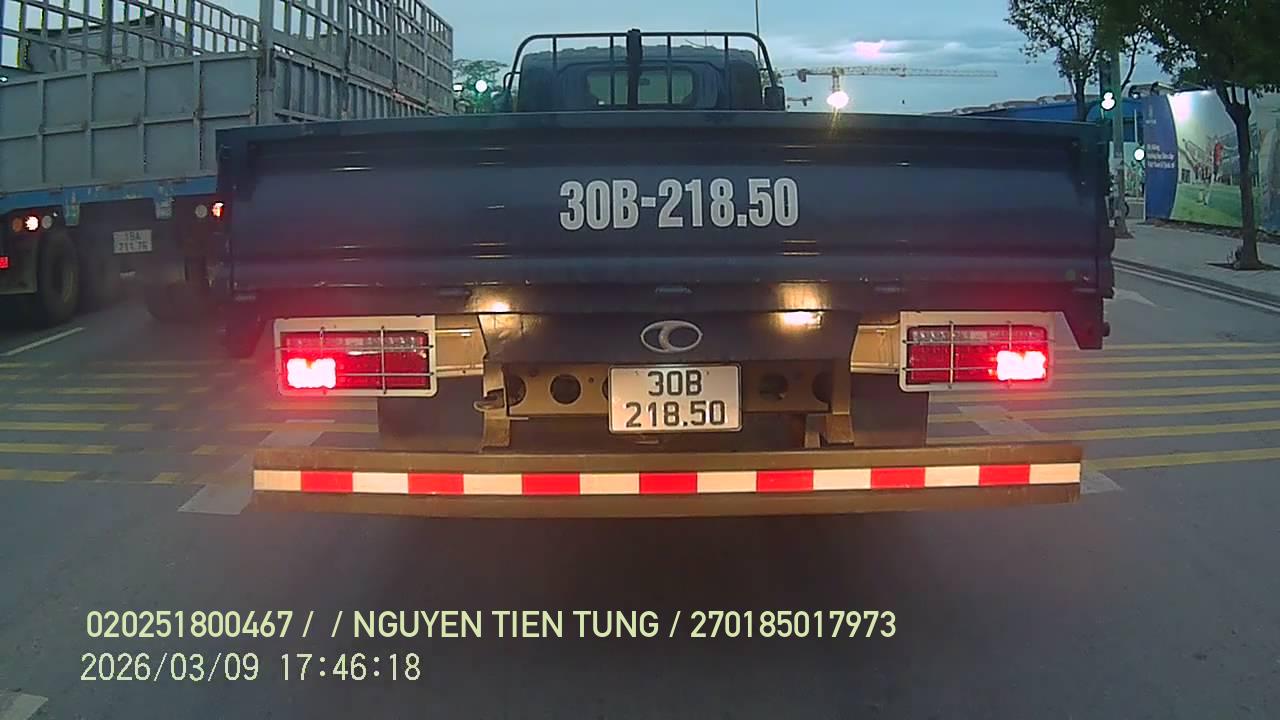 30B-218.50
30B
218.50
020251800467 / / NGUYEN TIEN TUNG / 270185017973
2026/03/09 17:46:18